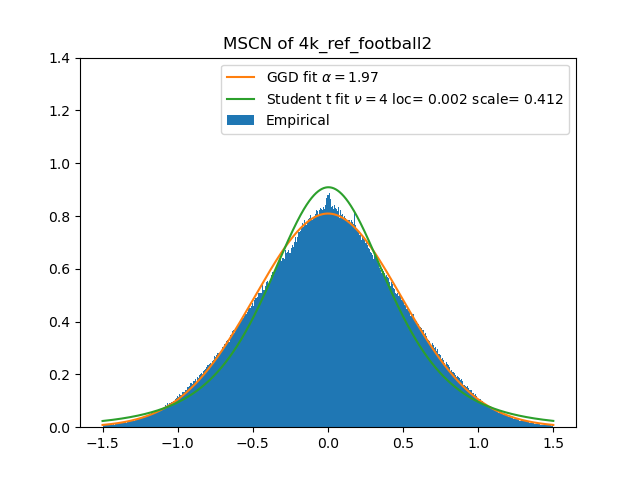 MSCN of 4k_ref_football2
GGD fit α = 1.97
Student t fit ν = 4 loc= 0.002 scale= 0.412
Empirical
1.4
1.2
1.0
0.8
0.6
0.4
0.2
0.0
−1.5 −1.0 −0.5 0.0 0.5 1.0 1.5